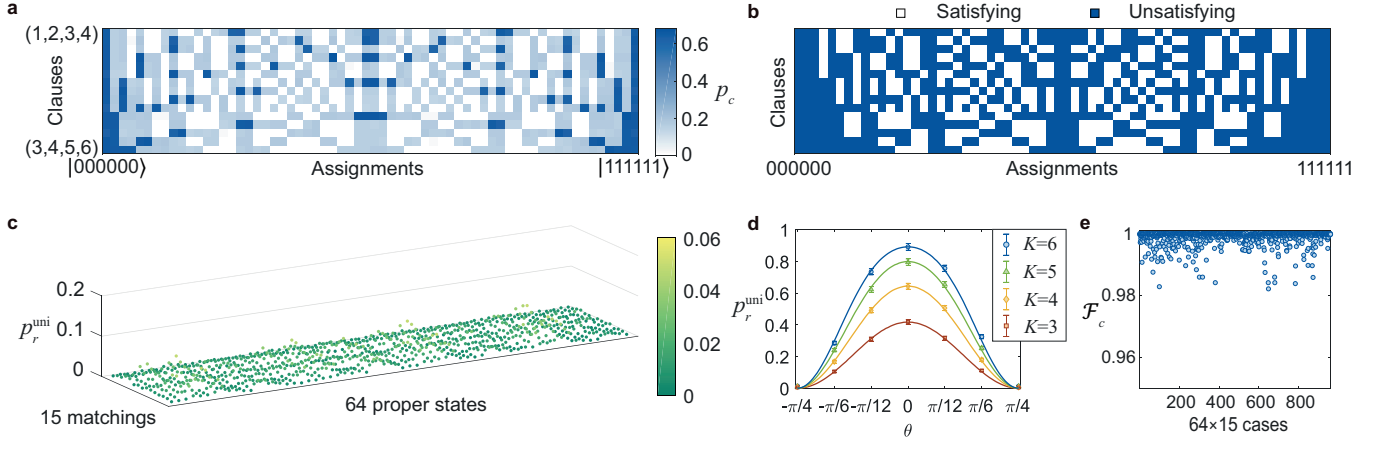 a
(1,2,3,4)
Clauses
(3,4,5,6)
|000000⟩
Assignments
|111111⟩
0.6
0.4
0.2
0
p_c
b
Satisfying
Unsatisfying
Clauses
000000
Assignments
111111
c
0.2
0.1
0
p_r^uni
15 matchings
64 proper states
0.06
0.04
0.02
0
d
1
0.8
0.6
0.4
0.2
0
p_r^uni
K=6
K=5
K=4
K=3
-π/4 -π/6 -π/12 0 π/12 π/6 π/4
θ
e
1
0.98
0.96
ℱ_c
200 400 600 800
64×15 cases